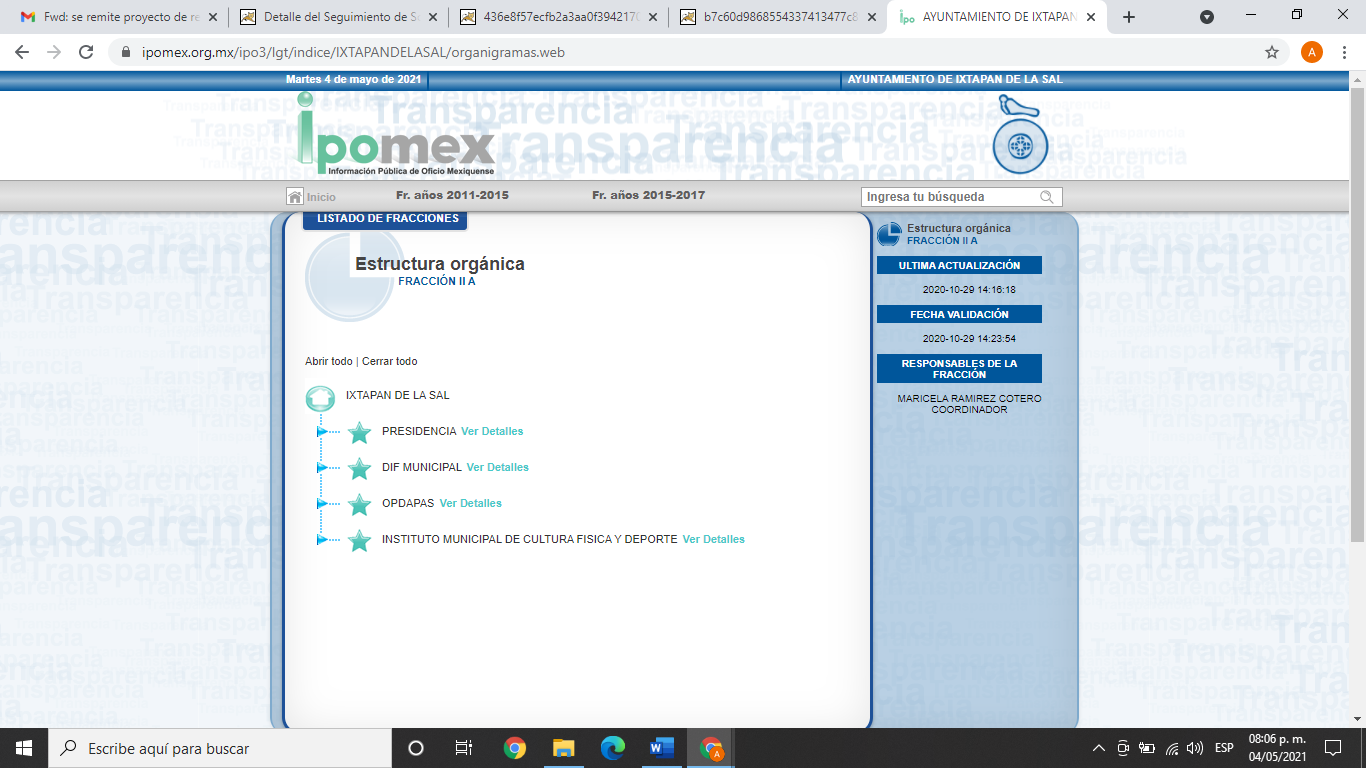 Fwd: se remite proyecto de re
Detalle del Seguimiento de So
436e8f57ecfb2a3aa0f3942170
b7c60d9868554337413477c8
ipo AYUNTAMIENTO DE IXTAPAN
ipomex.org.mx/ipo3/lgt/indice/IXTAPANDELASAL/organigramas.web
A
Martes 4 de mayo de 2021
AYUNTAMIENTO DE IXTAPAN DE LA SAL
ipomex
Información Pública de Oficio Mexiquense
Transparencia
Inicio
Fr. años 2011-2015
Fr. años 2015-2017
Ingresa tu búsqueda
LISTADO DE FRACCIONES
Estructura orgánica
FRACCIÓN II A
Abrir todo | Cerrar todo
IXTAPAN DE LA SAL
PRESIDENCIA Ver Detalles
DIF MUNICIPAL Ver Detalles
OPDAPAS Ver Detalles
INSTITUTO MUNICIPAL DE CULTURA FISICA Y DEPORTE Ver Detalles
Estructura orgánica
FRACCIÓN II A
ULTIMA ACTUALIZACIÓN
2020-10-29 14:16:18
FECHA VALIDACIÓN
2020-10-29 14:23:54
RESPONSABLES DE LA
FRACCIÓN
MARICELA RAMIREZ COTERO
COORDINADOR
Escribe aquí para buscar
A
ESP
08:06 p. m.
04/05/2021